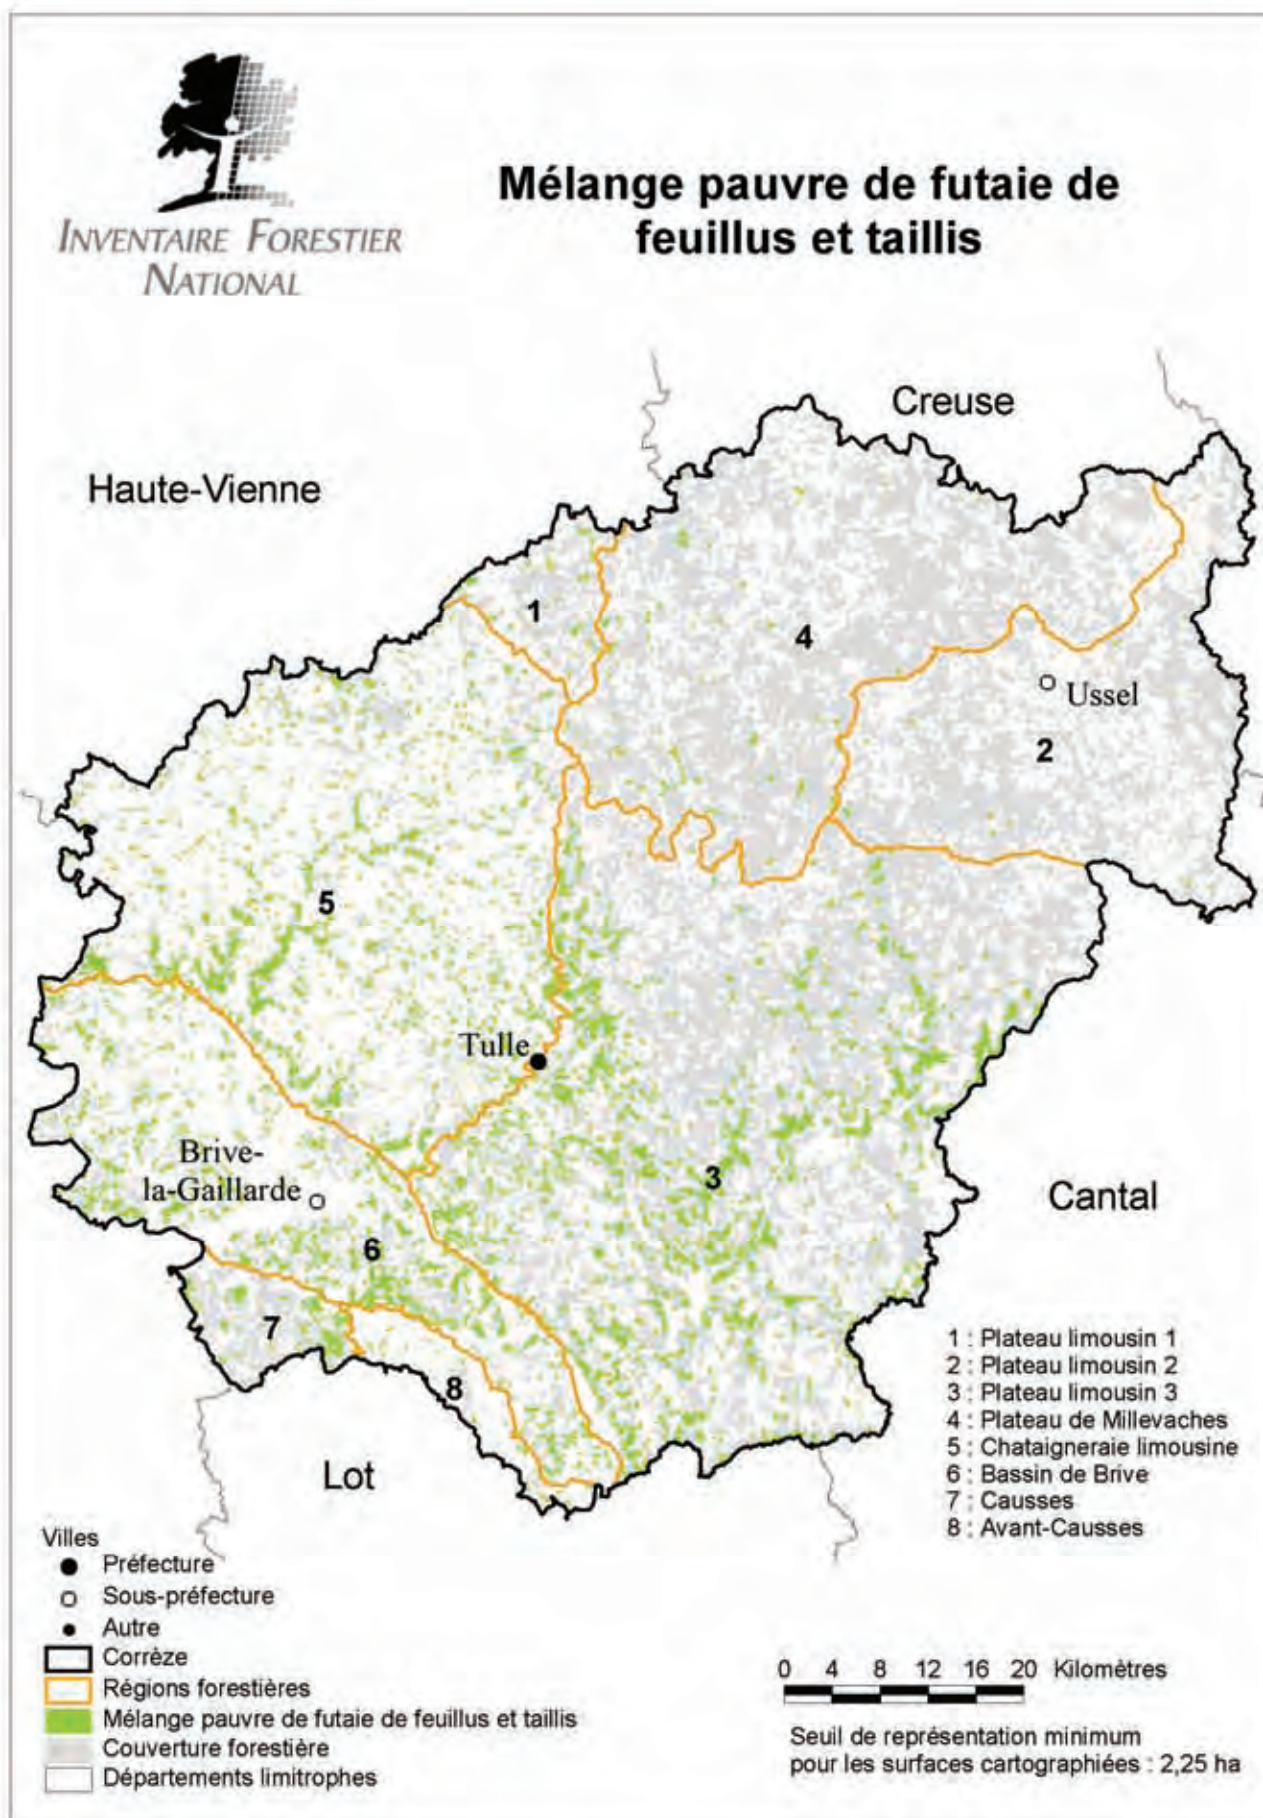 INVENTAIRE FORESTIER
NATIONAL
Mélange pauvre de futaie de
feuillus et taillis
Creuse
Haute-Vienne
1
4
Ussel
2
5
Tulle
Brive-
la-Gaillarde
3
Cantal
6
7
8
Lot
1 : Plateau limousin 1
2 : Plateau limousin 2
3 : Plateau limousin 3
4 : Plateau de Millevaches
5 : Chataigneraie limousine
6 : Bassin de Brive
7 : Causses
8 : Avant-Causses
Villes
Préfecture
Sous-préfecture
Autre
Corrèze
Régions forestières
Mélange pauvre de futaie de feuillus et taillis
Couverture forestière
Départements limitrophes
0 4 8 12 16 20 Kilomètres
Seuil de représentation minimum
pour les surfaces cartographiées : 2,25 ha